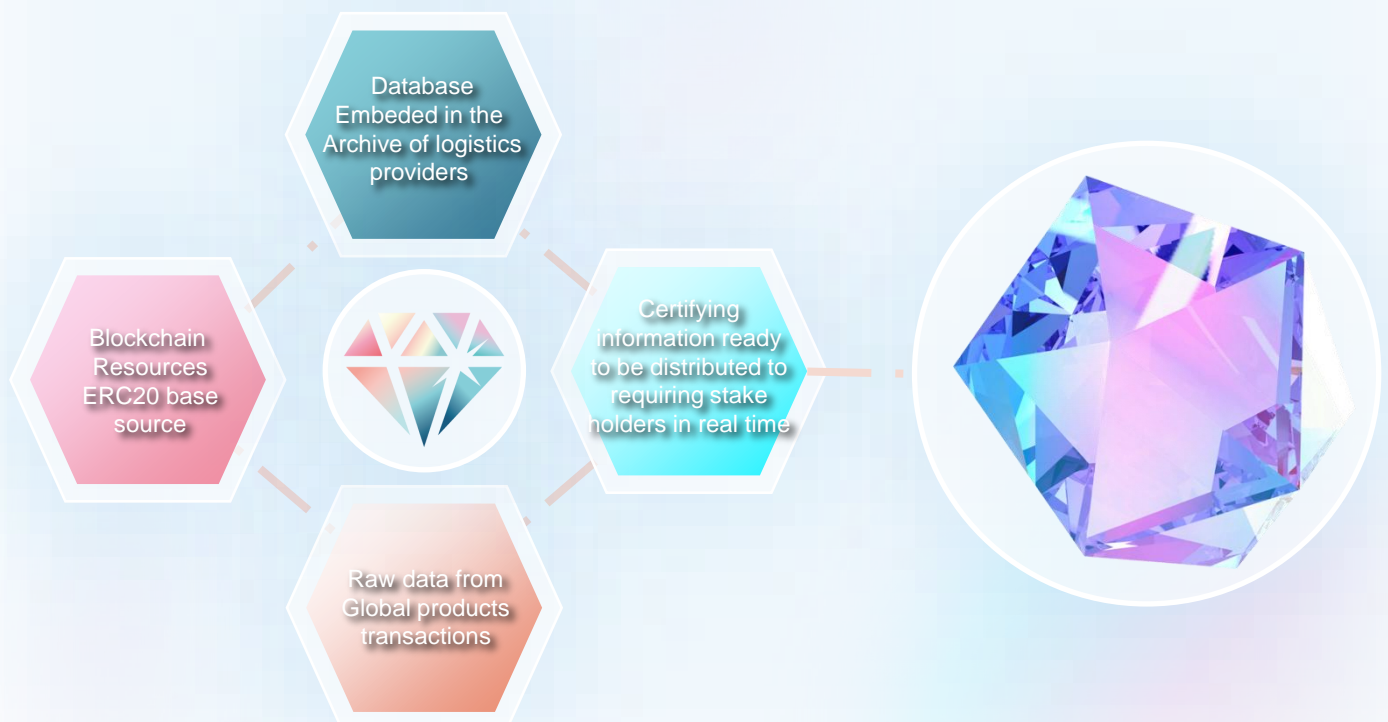 Database
Embeded in the
Archive of logistics
providers
Blockchain
Resources
ERC20 base
source
Certifying
information ready
to be distributed to
requiring stake
holders in real time
Raw data from
Global products
transactions